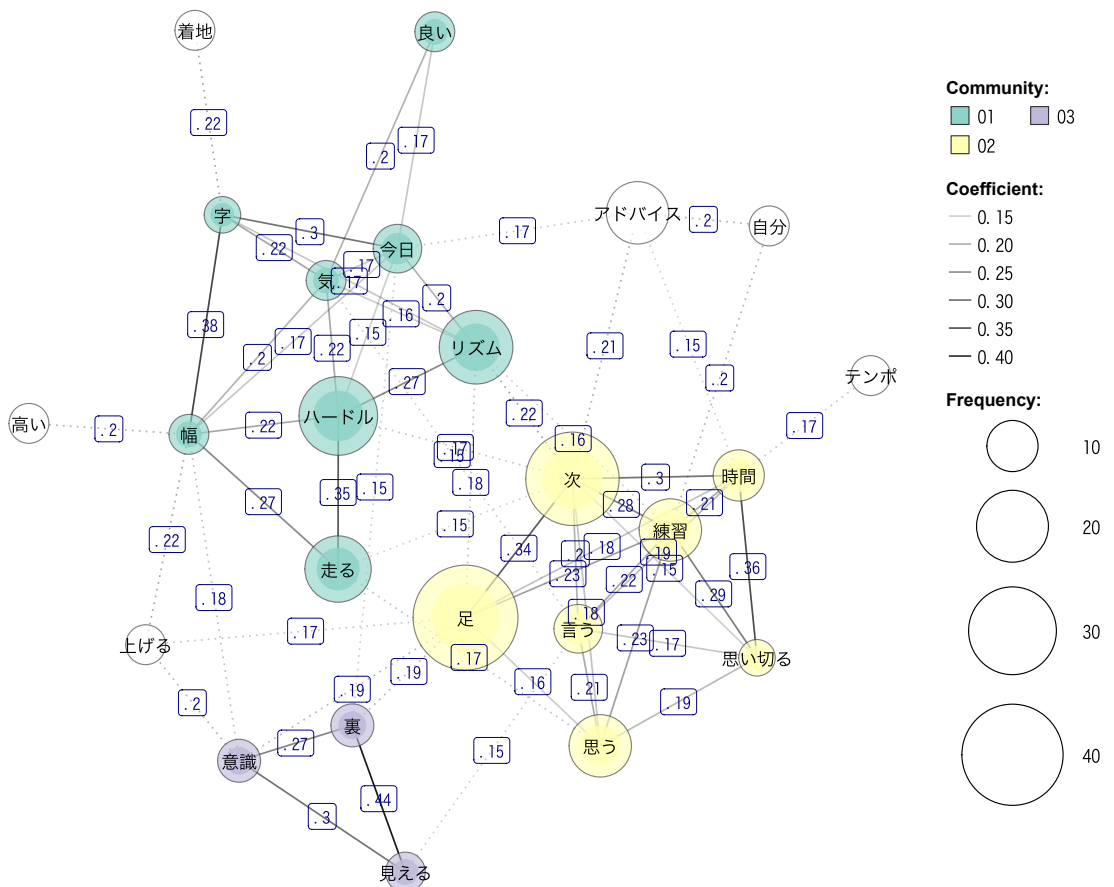 着地
良い
.22
.2
.17
字
.3
.22
今日
.17
アドバイス
.2
自分
気
.17
.17
.16
.2
.38
.15
.17
.22
.2
リズム
.21
.15
.27
.2
テンポ
高い
.2
幅
.22
ハードル
.22
.17
.16
.17
.15
.18
次
.3
時間
.27
.35
.15
.28
.21
練習
.15
.22
.34
.2
.18
.19
.15
.36
走る
.23
.22
.29
.18
.18
足
言う
.23
.17
上げる
.17
.17
.19
思い切る
.16
.21
.19
.2
.19
裏
.27
思う
意識
.15
.44
.3
見える
Community:
01
03
02
Coefficient:
0.15
0.20
0.25
0.30
0.35
0.40
Frequency:
10
20
30
40